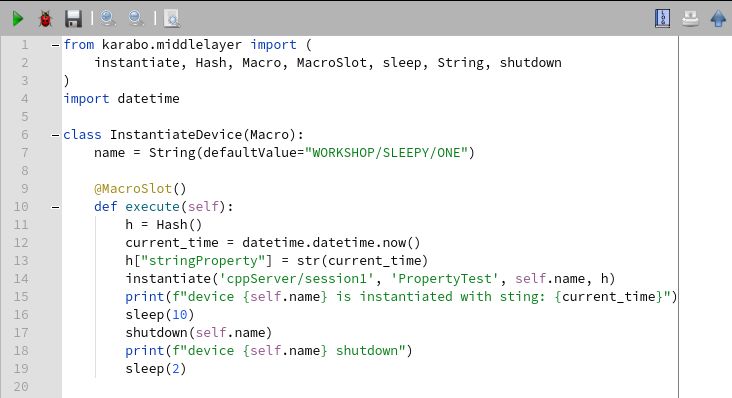 1 from karabo.middlelayer import (
2     instantiate, Hash, Macro, MacroSlot, sleep, String, shutdown
3 )
4 import datetime
5
6 class InstantiateDevice(Macro):
7     name = String(defaultValue="WORKSHOP/SLEEPY/ONE")
8
9     @MacroSlot()
10     def execute(self):
11         h = Hash()
12         current_time = datetime.datetime.now()
13         h["stringProperty"] = str(current_time)
14         instantiate('cppServer/session1', 'PropertyTest', self.name, h)
15         print(f"device {self.name} is instantiated with sting: {current_time}")
16         sleep(10)
17         shutdown(self.name)
18         print(f"device {self.name} shutdown")
19         sleep(2)
20